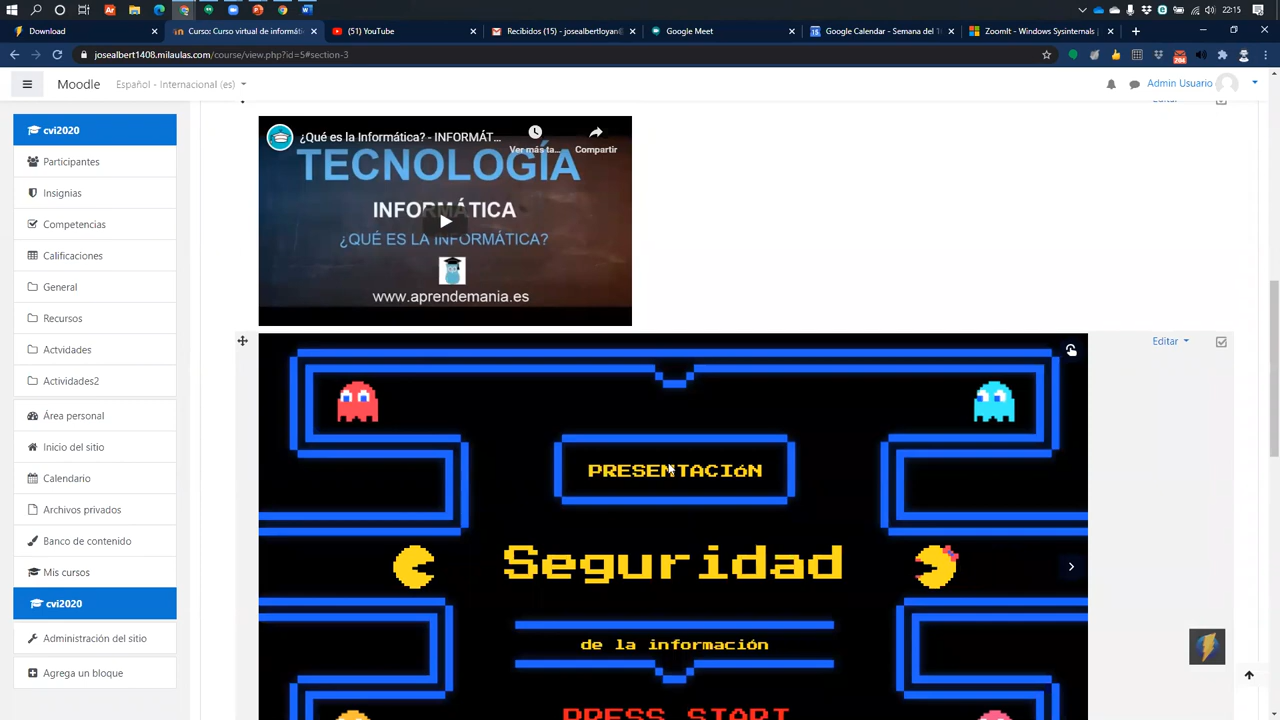 22:15
Download
Curso: Curso virtual de informáti
(51) YouTube
Recibidos (15) - josealbertloyan@
Google Meet
Google Calendar - Semana del 1
ZoomIt - Windows Sysinternals |
josealbert1408.milaulas.com/course/view.php?id=5#section-3
284
Moodle
Español - Internacional (es)
Admin Usuario
cvi2020
Participantes
Insignias
Competencias
Calificaciones
General
Recursos
Actvidades
Actividades2
Área personal
Inicio del sitio
Calendario
Archivos privados
Banco de contenido
Mis cursos
cvi2020
Administración del sitio
Agrega un bloque
¿Qué es la Informática? - INFORMÁT...
Ver más ta...
Compartir
TECNOLOGÍA
INFORMÁTICA
¿QUÉ ES LA INFORMÁTICA?
www.aprendemania.es
Editar
PRESENTACIóN
Seguridad
de la información
PRESS START